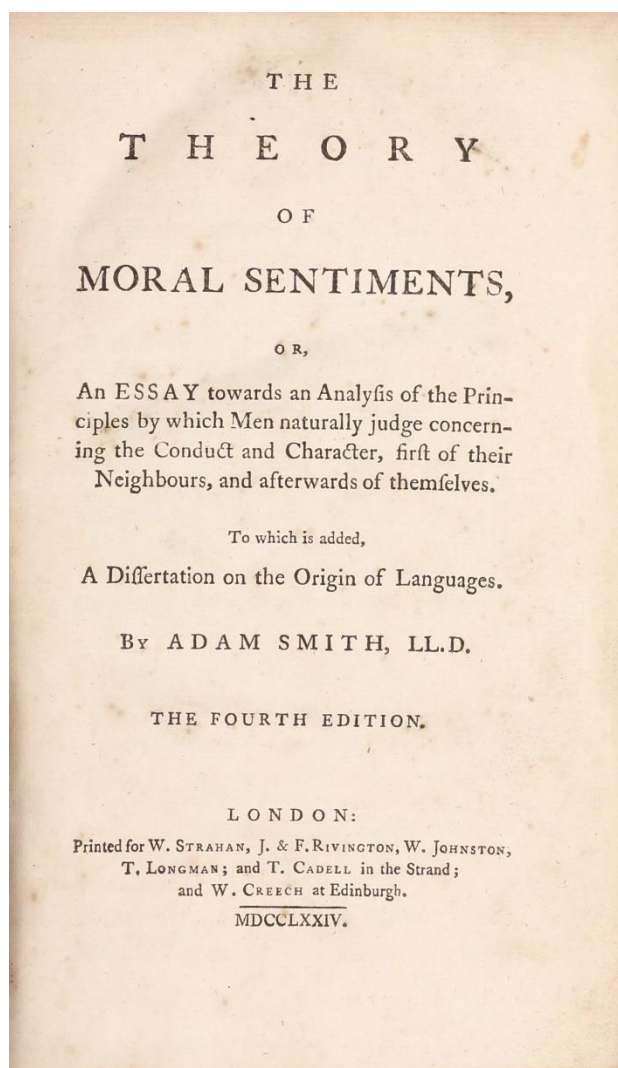 THE
THEORY
OF
MORAL SENTIMENTS,
OR,
An ESSAY towards an Analyſis of the Prin-
ciples by which Men naturally judge concern-
ing the Conduct and Character, firſt of their
Neighbours, and afterwards of themſelves.
To which is added,
A Diſſertation on the Origin of Languages.
By ADAM SMITH, LL.D.
THE FOURTH EDITION.
LONDON:
Printed for W. STRAHAN, J. & F. RIVINGTON, W. JOHNSTON,
T. LONGMAN; and T. CADELL in the Strand;
and W. CREECH at Edinburgh.
MDCCLXXIV.